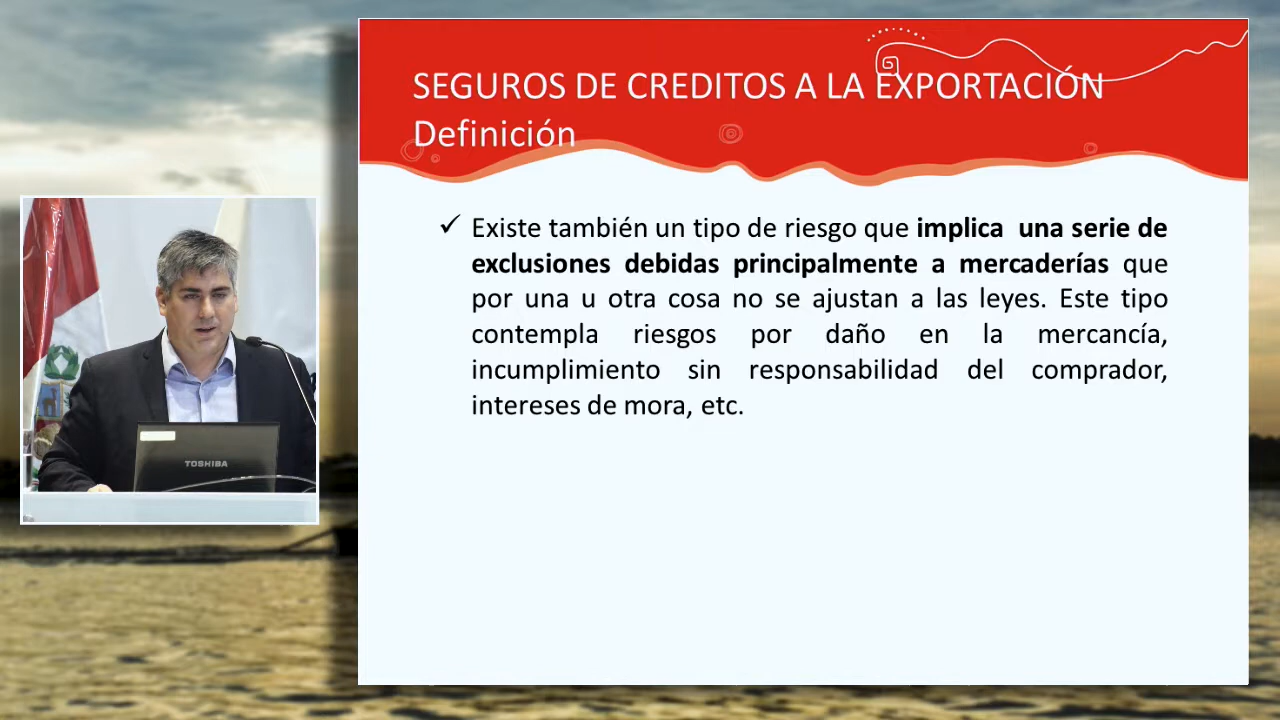 SEGUROS DE CREDITOS A LA EXPORTACIÓN
Definición
✓ Existe también un tipo de riesgo que implica una serie de
exclusiones debidas principalmente a mercaderías que
por una u otra cosa no se ajustan a las leyes. Este tipo
contempla riesgos por daño en la mercancía,
incumplimiento sin responsabilidad del comprador,
intereses de mora, etc.
TOSHIBA